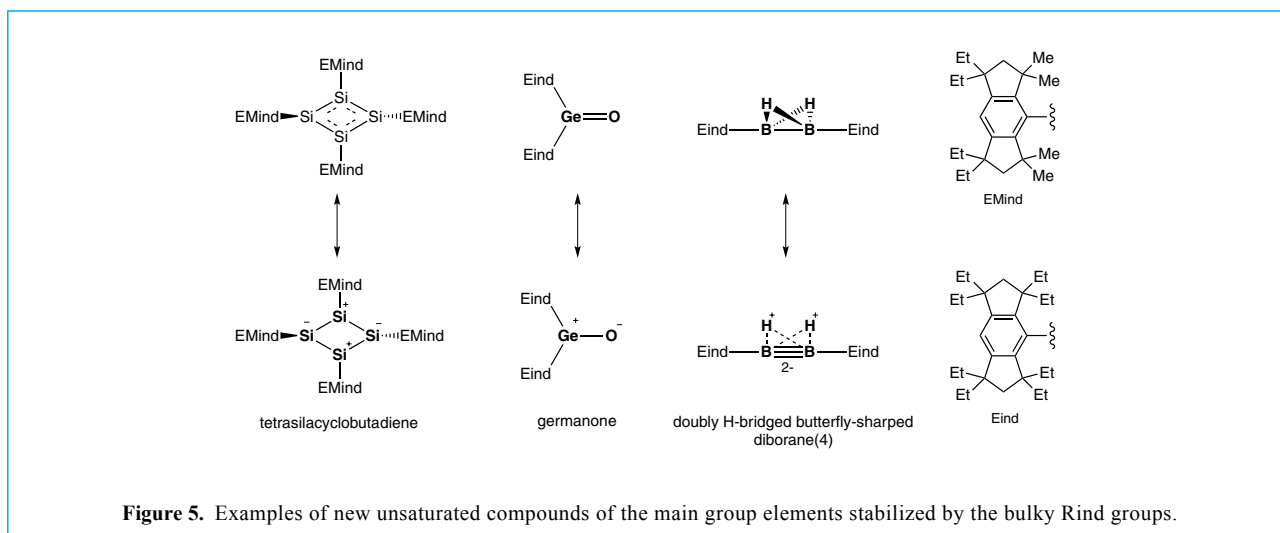 EMind
Si
EMind Si Si EMind
Si
EMind
EMind
Si +
EMind Si − Si − EMind
Si +
EMind
tetrasilacyclobutadiene
Eind
Ge O
Eind
Eind
Ge + O −
Eind
germanone
H H
Eind B B Eind
H + H +
Eind B B Eind
2-
doubly H-bridged butterfly-sharped
diborane(4)
Et Me
Et Me
Et Me
Et Me
EMind
Et Et
Et Et
Et Et
Et Et
Eind
Figure 5. Examples of new unsaturated compounds of the main group elements stabilized by the bulky Rind groups.